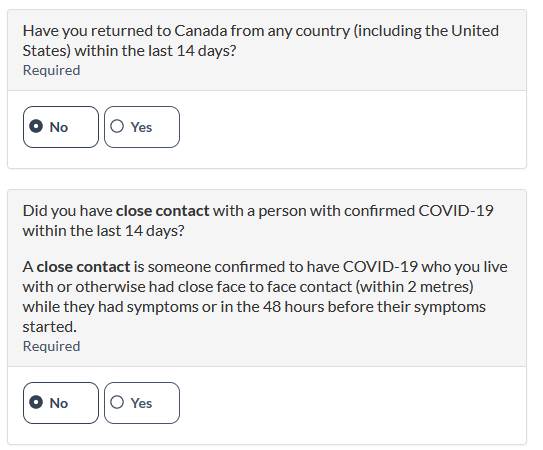 Have you returned to Canada from any country (including the United
States) within the last 14 days?
Required
No Yes
Did you have close contact with a person with confirmed COVID-19
within the last 14 days?
A close contact is someone confirmed to have COVID-19 who you live
with or otherwise had close face to face contact (within 2 metres)
while they had symptoms or in the 48 hours before their symptoms
started.
Required
No Yes